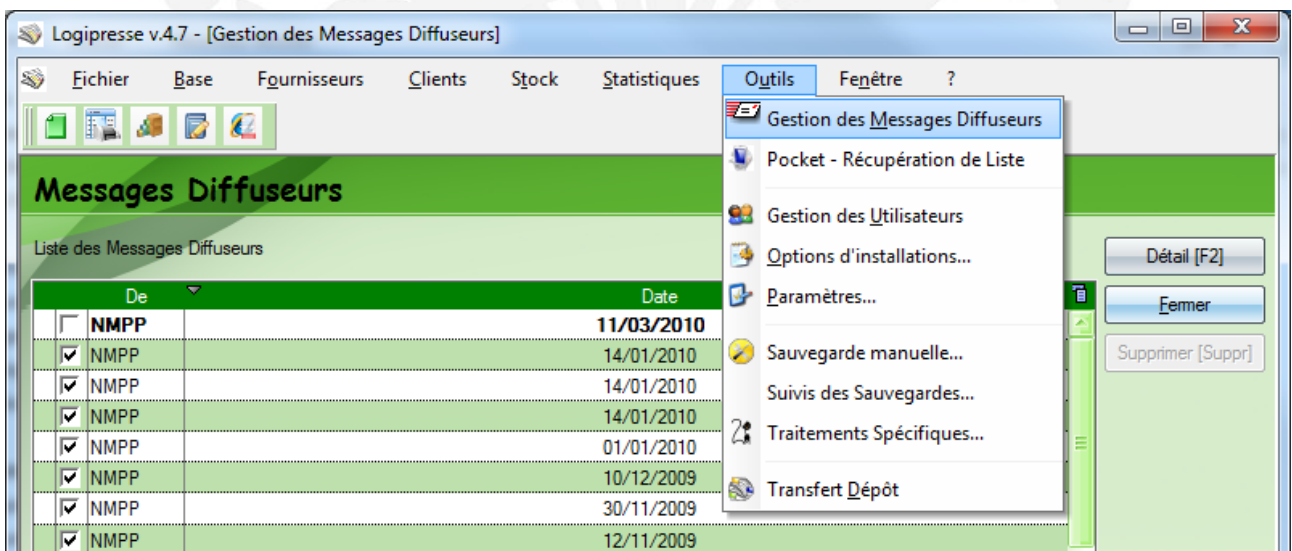 Logipresse v.4.7 - [Gestion des Messages Diffuseurs]
Fichier Base Fournisseurs Clients Stock Statistiques Outils Fenêtre ?
Gestion des Messages Diffuseurs
Pocket - Récupération de Liste
Gestion des Utilisateurs
Options d'installations...
Paramètres...
Sauvegarde manuelle...
Suivis des Sauvegardes...
Traitements Spécifiques...
Transfert Dépôt
Messages Diffuseurs
Liste des Messages Diffuseurs
De Date
NMPP 11/03/2010
NMPP 14/01/2010
NMPP 14/01/2010
NMPP 14/01/2010
NMPP 01/01/2010
NMPP 10/12/2009
NMPP 30/11/2009
NMPP 12/11/2009
Détail [F2]
Fermer
Supprimer [Suppr]